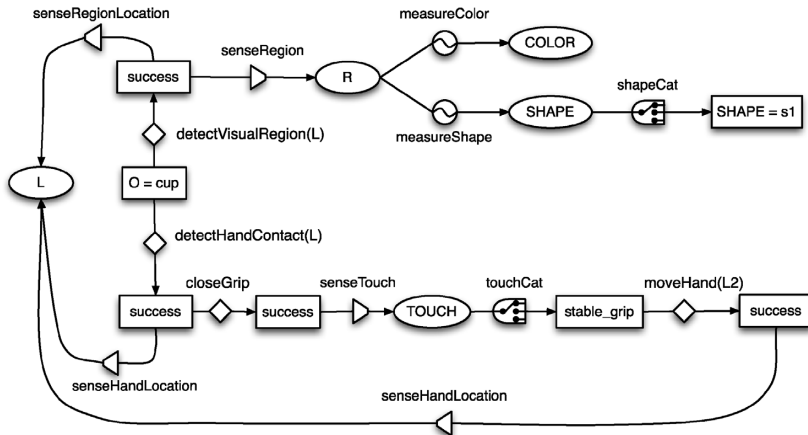 senseRegionLocation
measureColor
COLOR
senseRegion
success
R
shapeCat
SHAPE
SHAPE = s1
measureShape
detectVisualRegion(L)
L
O = cup
detectHandContact(L)
closeGrip
senseTouch
touchCat
moveHand(L2)
success
success
TOUCH
stable_grip
success
senseHandLocation
senseHandLocation